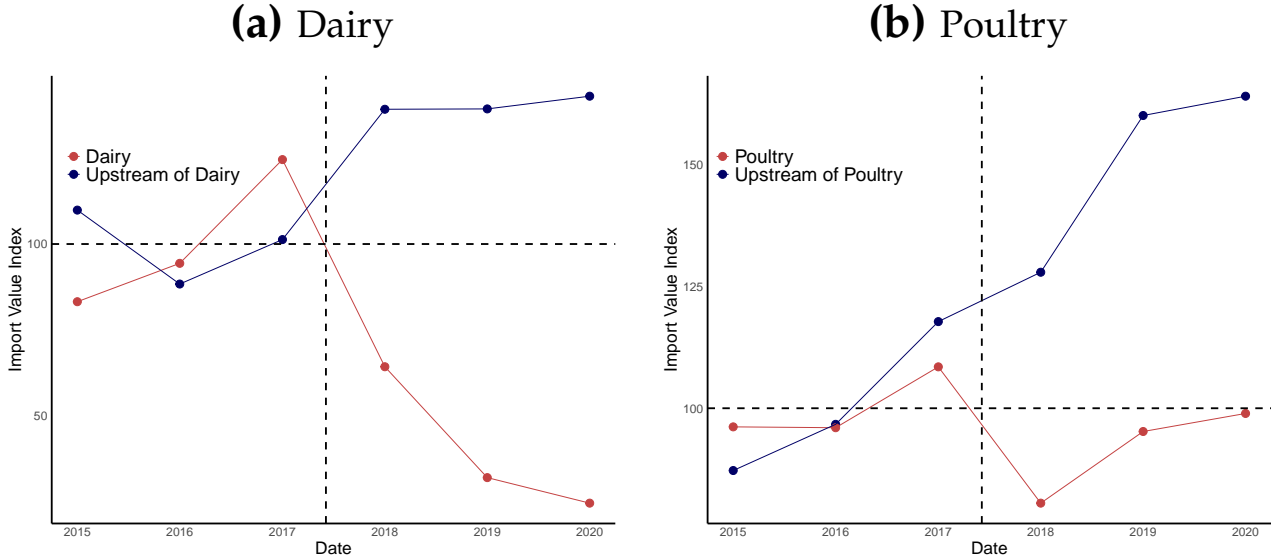 (a) Dairy
Import Value Index
100
50
Dairy
Upstream of Dairy
2015 2016 2017 2018 2019 2020
Date
(b) Poultry
Import Value Index
150
125
100
Poultry
Upstream of Poultry
2015 2016 2017 2018 2019 2020
Date